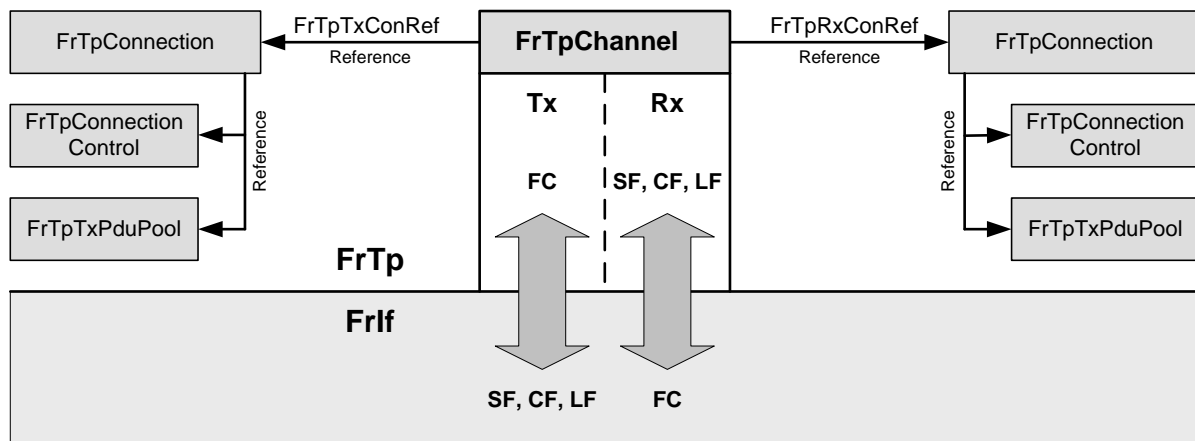 FrTpConnection
FrTpTxConRef
Reference
FrTpChannel
FrTpRxConRef
Reference
FrTpConnection
FrTpConnection
Control
Reference
FrTpTxPduPool
Tx
Rx
FC
SF, CF, LF
Reference
FrTpConnection
Control
FrTpTxPduPool
FrTp
FrIf
SF, CF, LF
FC